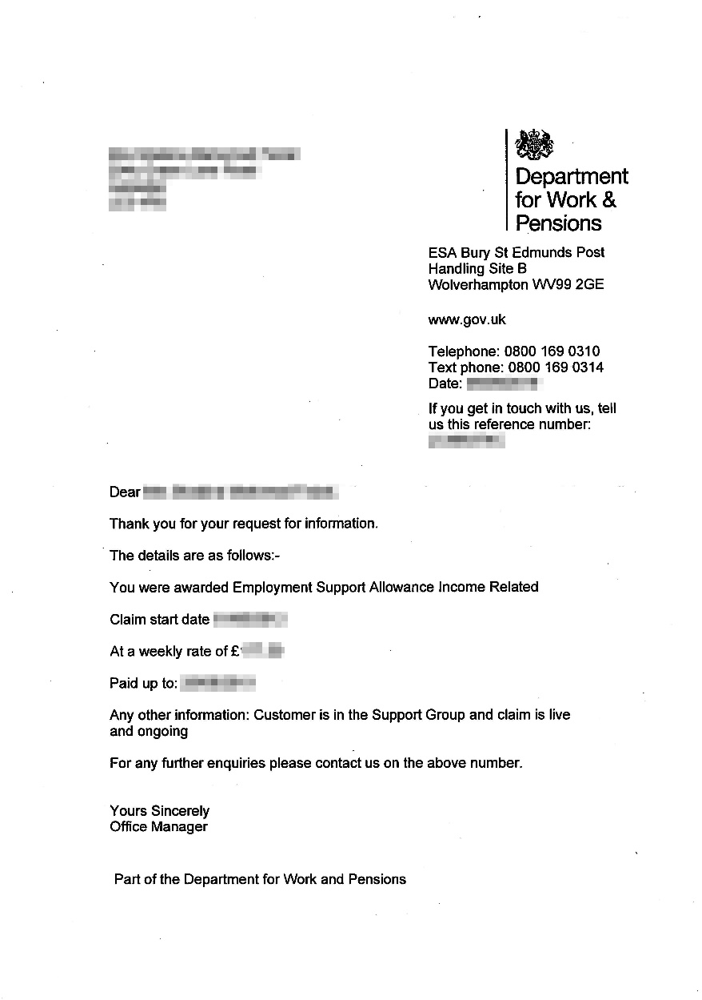 Department
for Work &
Pensions
ESA Bury St Edmunds Post
Handling Site B
Wolverhampton WV99 2GE
www.gov.uk
Telephone: 0800 169 0310
Text phone: 0800 169 0314
Date:
If you get in touch with us, tell
us this reference number:
Dear
Thank you for your request for information.
The details are as follows:-
You were awarded Employment Support Allowance Income Related
Claim start date
At a weekly rate of £
Paid up to:
Any other information: Customer is in the Support Group and claim is live
and ongoing
For any further enquiries please contact us on the above number.
Yours Sincerely
Office Manager
Part of the Department for Work and Pensions